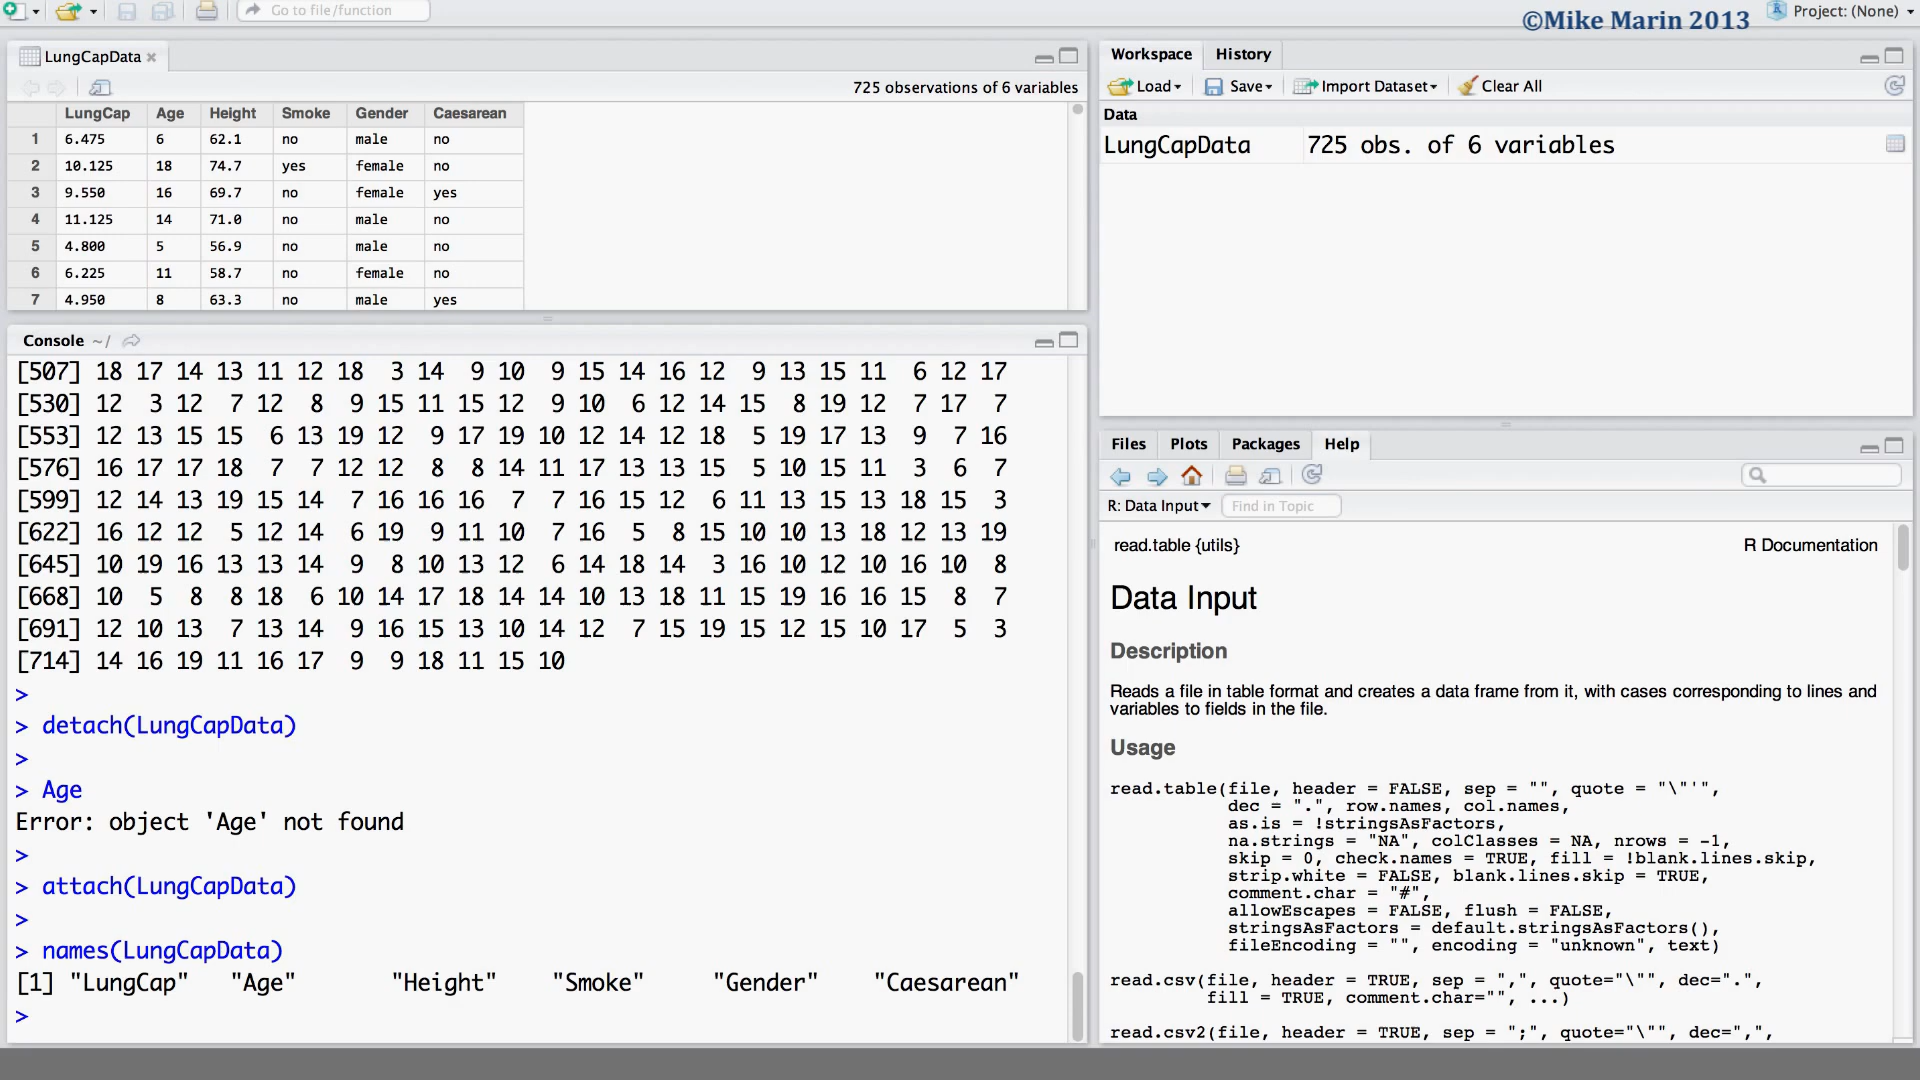 Go to file/function
©Mike Marin 2013
Project: (None)
LungCapData
725 observations of 6 variables
LungCap Age Height Smoke Gender Caesarean
1 6.475 6 62.1 no male no
2 10.125 18 74.7 yes female no
3 9.550 16 69.7 no female yes
4 11.125 14 71.0 no male no
5 4.800 5 56.9 no male no
6 6.225 11 58.7 no female no
7 4.950 8 63.3 no male yes
Console ~/
[507] 18 17 14 13 11 12 18 3 14 9 10 9 15 14 16 12 9 13 15 11 6 12 17
[530] 12 3 12 7 12 8 9 15 11 15 12 9 10 6 12 14 15 8 19 12 7 17 7
[553] 12 13 15 15 6 13 19 12 9 17 19 10 12 14 12 18 5 19 17 13 9 7 16
[576] 16 17 17 18 7 7 12 12 8 8 14 11 17 13 13 15 5 10 15 11 3 6 7
[599] 12 14 13 19 15 14 7 16 16 16 7 7 16 15 12 6 11 13 15 13 18 15 3
[622] 16 12 12 5 12 14 6 19 9 11 10 7 16 5 8 15 10 10 13 18 12 13 19
[645] 10 19 16 13 13 14 9 8 10 13 12 6 14 18 14 3 16 10 12 10 16 10 8
[668] 10 5 8 8 18 6 10 14 17 18 14 14 10 13 18 11 15 19 16 16 15 8 7
[691] 12 10 13 7 13 14 9 16 15 13 10 14 12 7 15 19 15 12 15 10 17 5 3
[714] 14 16 19 11 16 17 9 9 18 11 15 10
>
> detach(LungCapData)
>
> Age
Error: object 'Age' not found
>
> attach(LungCapData)
>
> names(LungCapData)
[1] "LungCap" "Age" "Height" "Smoke" "Gender" "Caesarean"
>
Workspace History
Load Save Import Dataset Clear All
Data
LungCapData 725 obs. of 6 variables
Files Plots Packages Help
R: Data Input Find in Topic
read.table {utils} R Documentation
Data Input
Description
Reads a file in table format and creates a data frame from it, with cases corresponding to lines and
variables to fields in the file.
Usage
read.table(file, header = FALSE, sep = "", quote = "\"'",
dec = ".", row.names, col.names,
as.is = !stringsAsFactors,
na.strings = "NA", colClasses = NA, nrows = -1,
skip = 0, check.names = TRUE, fill = !blank.lines.skip,
strip.white = FALSE, blank.lines.skip = TRUE,
comment.char = "#",
allowEscapes = FALSE, flush = FALSE,
stringsAsFactors = default.stringsAsFactors(),
fileEncoding = "", encoding = "unknown", text)
read.csv(file, header = TRUE, sep = ",", quote="\"", dec=".",
fill = TRUE, comment.char="", ...)
read.csv2(file, header = TRUE, sep = ";", quote="\"", dec=",",